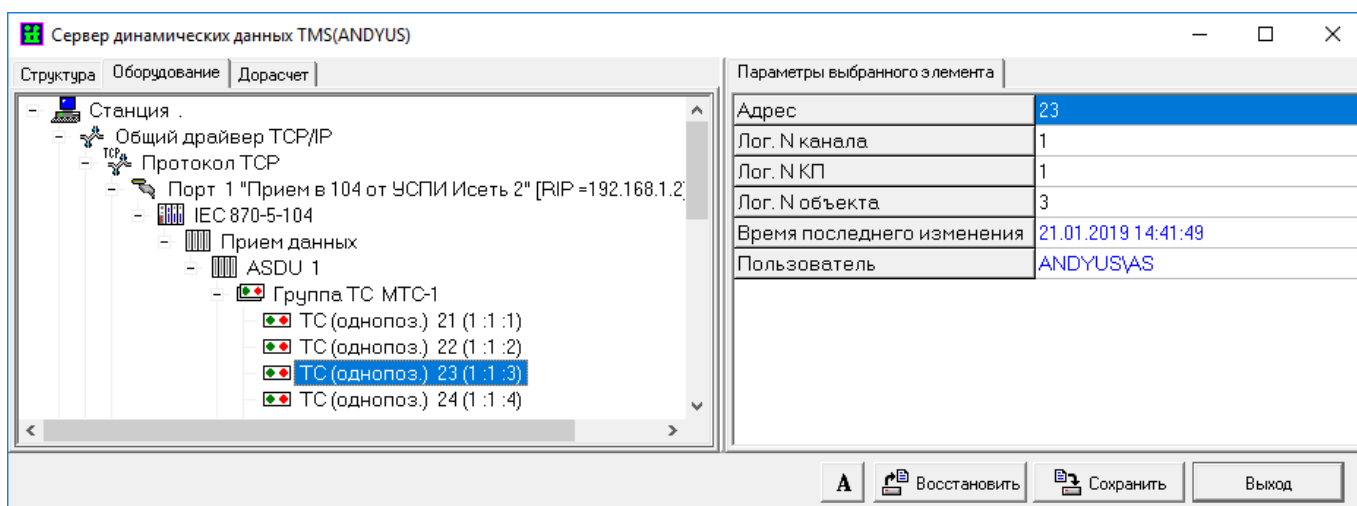 Сервер динамических данных TMS(ANDYUS)
Структура Оборудование Дорасчет
Станция .
Общий драйвер TCP/IP
TCP Протокол TCP
Порт 1 "Прием в 104 от УСПИ Исеть 2" [RIP =192.168.1.2]
IEC 870-5-104
Прием данных
ASDU 1
Группа ТС МТС-1
ТС (однопоз.) 21 (1 :1 :1)
ТС (однопоз.) 22 (1 :1 :2)
ТС (однопоз.) 23 (1 :1 :3)
ТС (однопоз.) 24 (1 :1 :4)
Параметры выбранного элемента
Адрес 23
Лог. N канала 1
Лог. N КП 1
Лог. N объекта 3
Время последнего изменения 21.01.2019 14:41:49
Пользователь ANDYUS\AS
A Восстановить Сохранить Выход